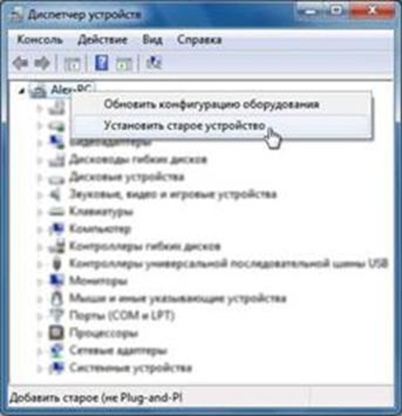 Диспетчер устройств
Консоль Действие Вид Справка
Alex-PC
Обновить конфигурацию оборудования
Установить старое устройство
Видеоадаптеры
Дисководы гибких дисков
Дисковые устройства
Звуковые, видео и игровые устройства
Клавиатуры
Компьютер
Контроллеры гибких дисков
Контроллеры универсальной последовательной шины USB
Мониторы
Мыши и иные указывающие устройства
Порты (COM и LPT)
Процессоры
Сетевые адаптеры
Системные устройства
Добавить старое (не Plug-and-Pl